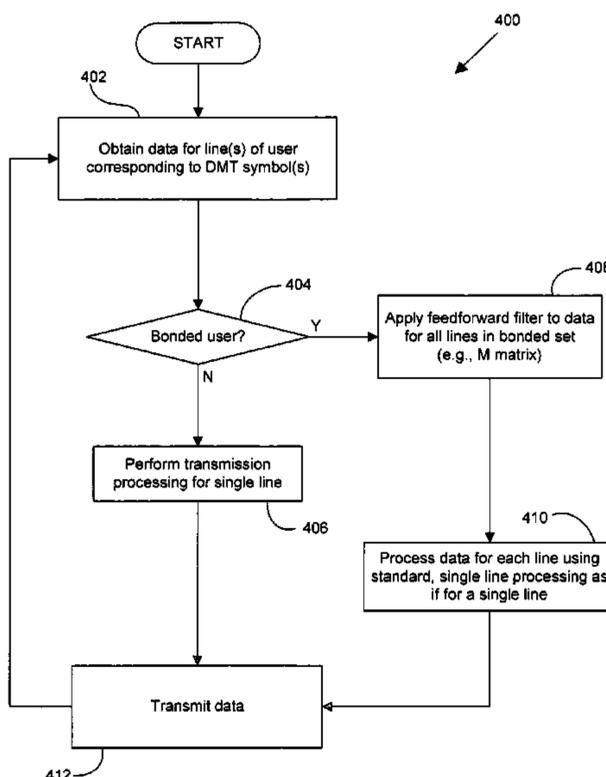 START
400
402
Obtain data for line(s) of user
corresponding to DMT symbol(s)
404
Bonded user?
Y
N
408
Apply feedforward filter to data
for all lines in bonded set
(e.g., M matrix)
Perform transmission
processing for single line
406
410
Process data for each line using
standard, single line processing as
if for a single line
Transmit data
412